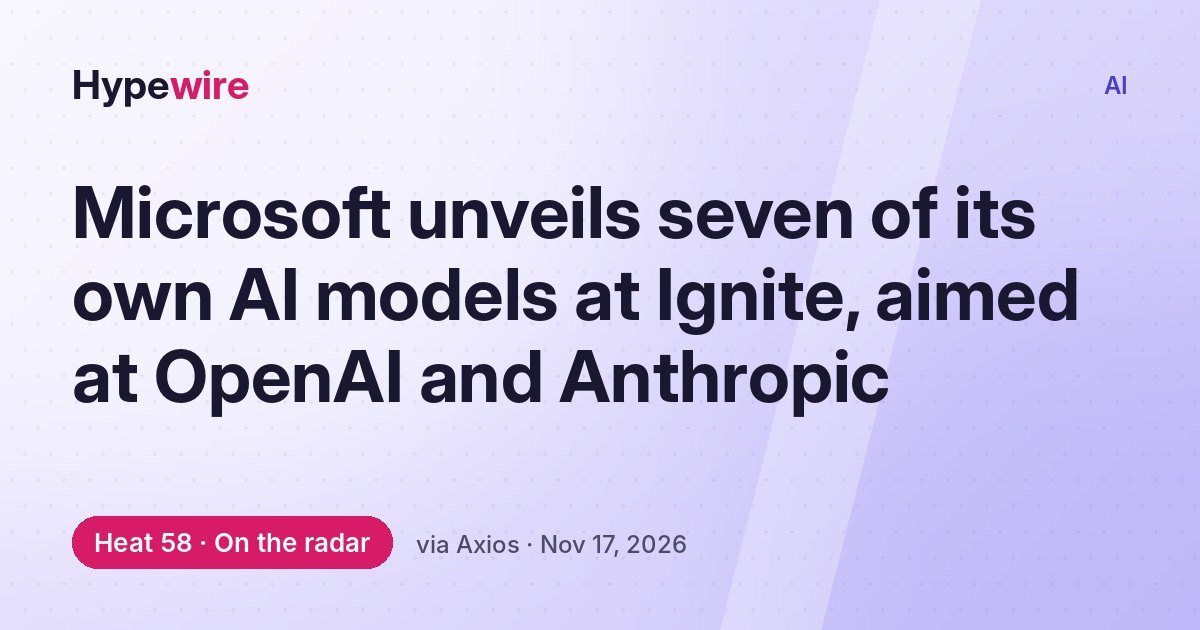 Hypewire
AI
Microsoft unveils seven of its
own AI models at Ignite, aimed
at OpenAI and Anthropic
Heat 58 · On the radar
via Axios · Nov 17, 2026